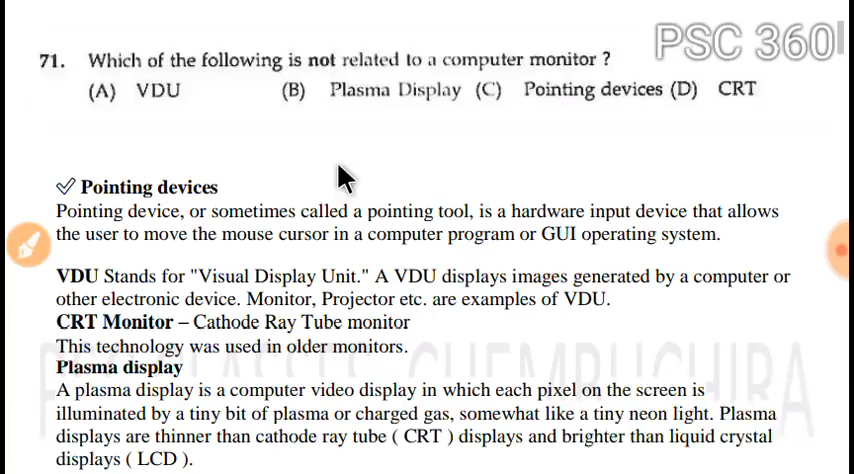 PSC 360
71. Which of the following is not related to a computer monitor ?
(A) VDU (B) Plasma Display (C) Pointing devices (D) CRT
✓ Pointing devices
Pointing device, or sometimes called a pointing tool, is a hardware input device that allows
the user to move the mouse cursor in a computer program or GUI operating system.
VDU Stands for "Visual Display Unit." A VDU displays images generated by a computer or
other electronic device. Monitor, Projector etc. are examples of VDU.
CRT Monitor – Cathode Ray Tube monitor
This technology was used in older monitors.
Plasma display
A plasma display is a computer video display in which each pixel on the screen is
illuminated by a tiny bit of plasma or charged gas, somewhat like a tiny neon light. Plasma
displays are thinner than cathode ray tube ( CRT ) displays and brighter than liquid crystal
displays ( LCD ).